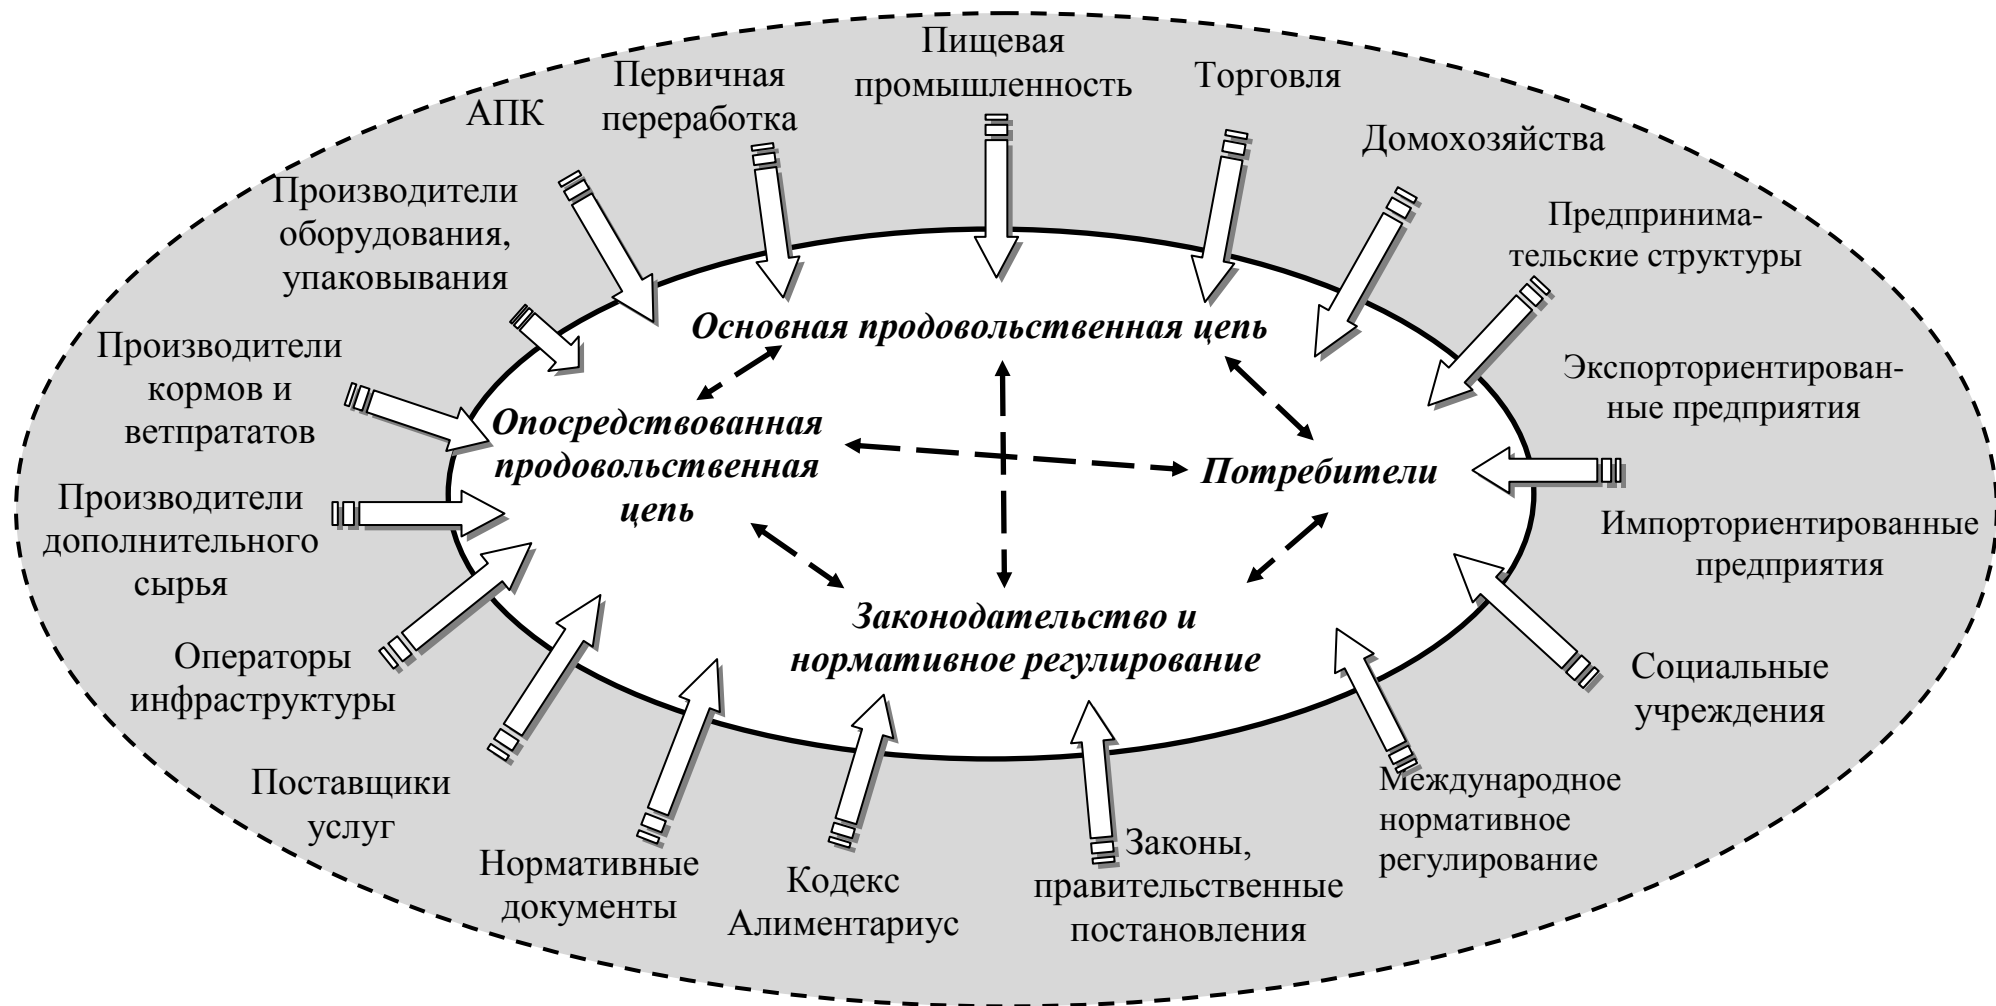 Пищевая
промышленность
Первичная
переработка
Торговля
АПК
Домохозяйства
Производители
оборудования,
упаковывания
Предпринима-
тельские структуры
Производители
кормов и
ветпрататов
Экспорториентирован-
ные предприятия
Производители
дополнительного
сырья
Импорториентированные
предприятия
Операторы
инфраструктуры
Социальные
учреждения
Поставщики
услуг
Нормативные
документы
Кодекс
Алиментариус
Законы,
правительственные
постановления
Международное
нормативное
регулирование
Основная продовольственная цепь
Опосредствованная
продовольственная
цепь
Потребители
Законодательство и
нормативное регулирование